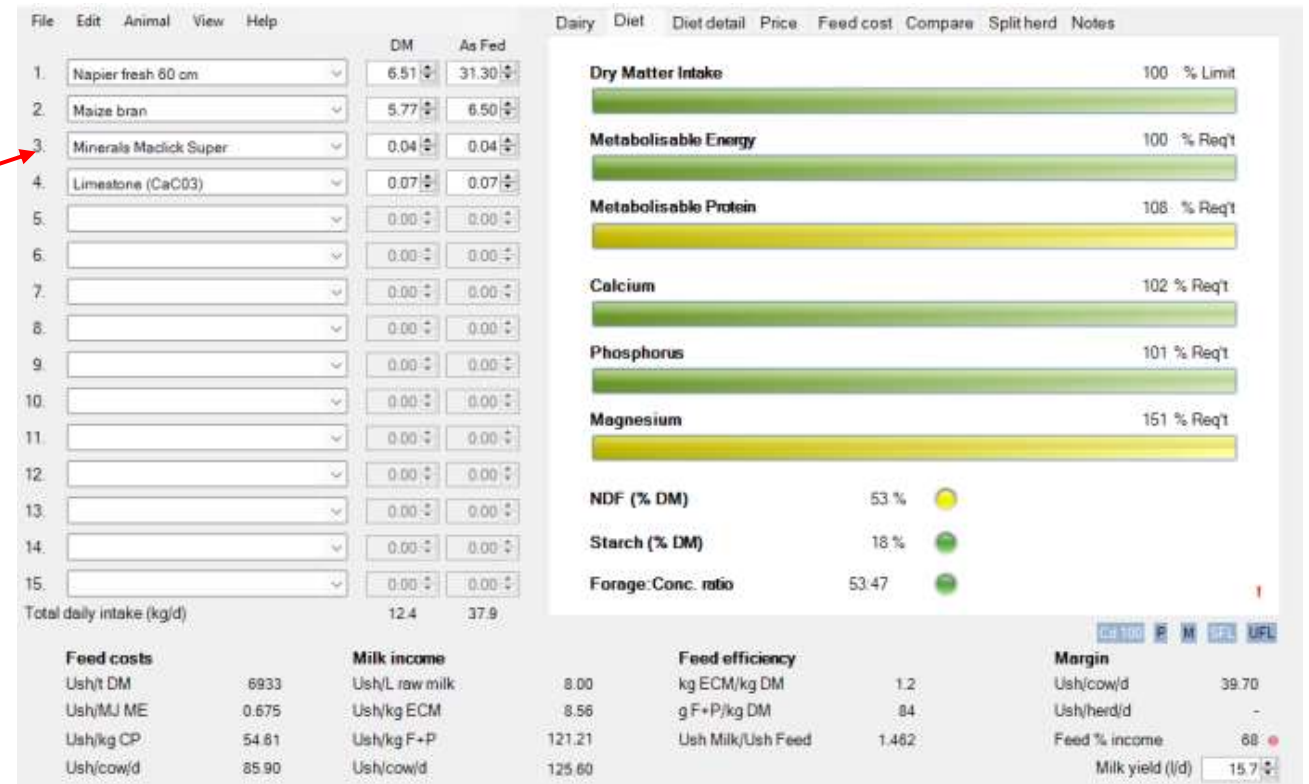 File Edit Animal View Help
Dairy Diet Diet detail Price Feed cost Compare Split herd Notes
DM As Fed
1. Napier fresh 60 cm 6.51 31.30
2. Maize bran 5.77 6.50
3. Minerals Maclick Super 0.04 0.04
4. Limestone (CaC03) 0.07 0.07
5. 0.00 0.00
6. 0.00 0.00
7. 0.00 0.00
8. 0.00 0.00
9. 0.00 0.00
10. 0.00 0.00
11. 0.00 0.00
12. 0.00 0.00
13. 0.00 0.00
14. 0.00 0.00
15. 0.00 0.00
Total daily intake (kg/d) 12.4 37.9
Dry Matter Intake 100 % Limit
Metabolisable Energy 100 % Req't
Metabolisable Protein 108 % Req't
Calcium 102 % Req't
Phosphorus 101 % Req't
Magnesium 151 % Req't
NDF (% DM) 53 %
Starch (% DM) 18 %
Forage:Conc. ratio 53:47
!
Cd 100 P M SFL UFL
Feed costs
Ush/t DM 6933
Ush/MJ ME 0.675
Ush/kg CP 54.61
Ush/cow/d 85.90
Milk income
Ush/L raw milk 8.00
Ush/kg ECM 8.56
Ush/kg F+P 121.21
Ush/cow/d 125.60
Feed efficiency
kg ECM/kg DM 1.2
g F+P/kg DM 84
Ush Milk/Ush Feed 1.462
Margin
Ush/cow/d 39.70
Ush/herd/d -
Feed % income 68
Milk yield (l/d) 15.7